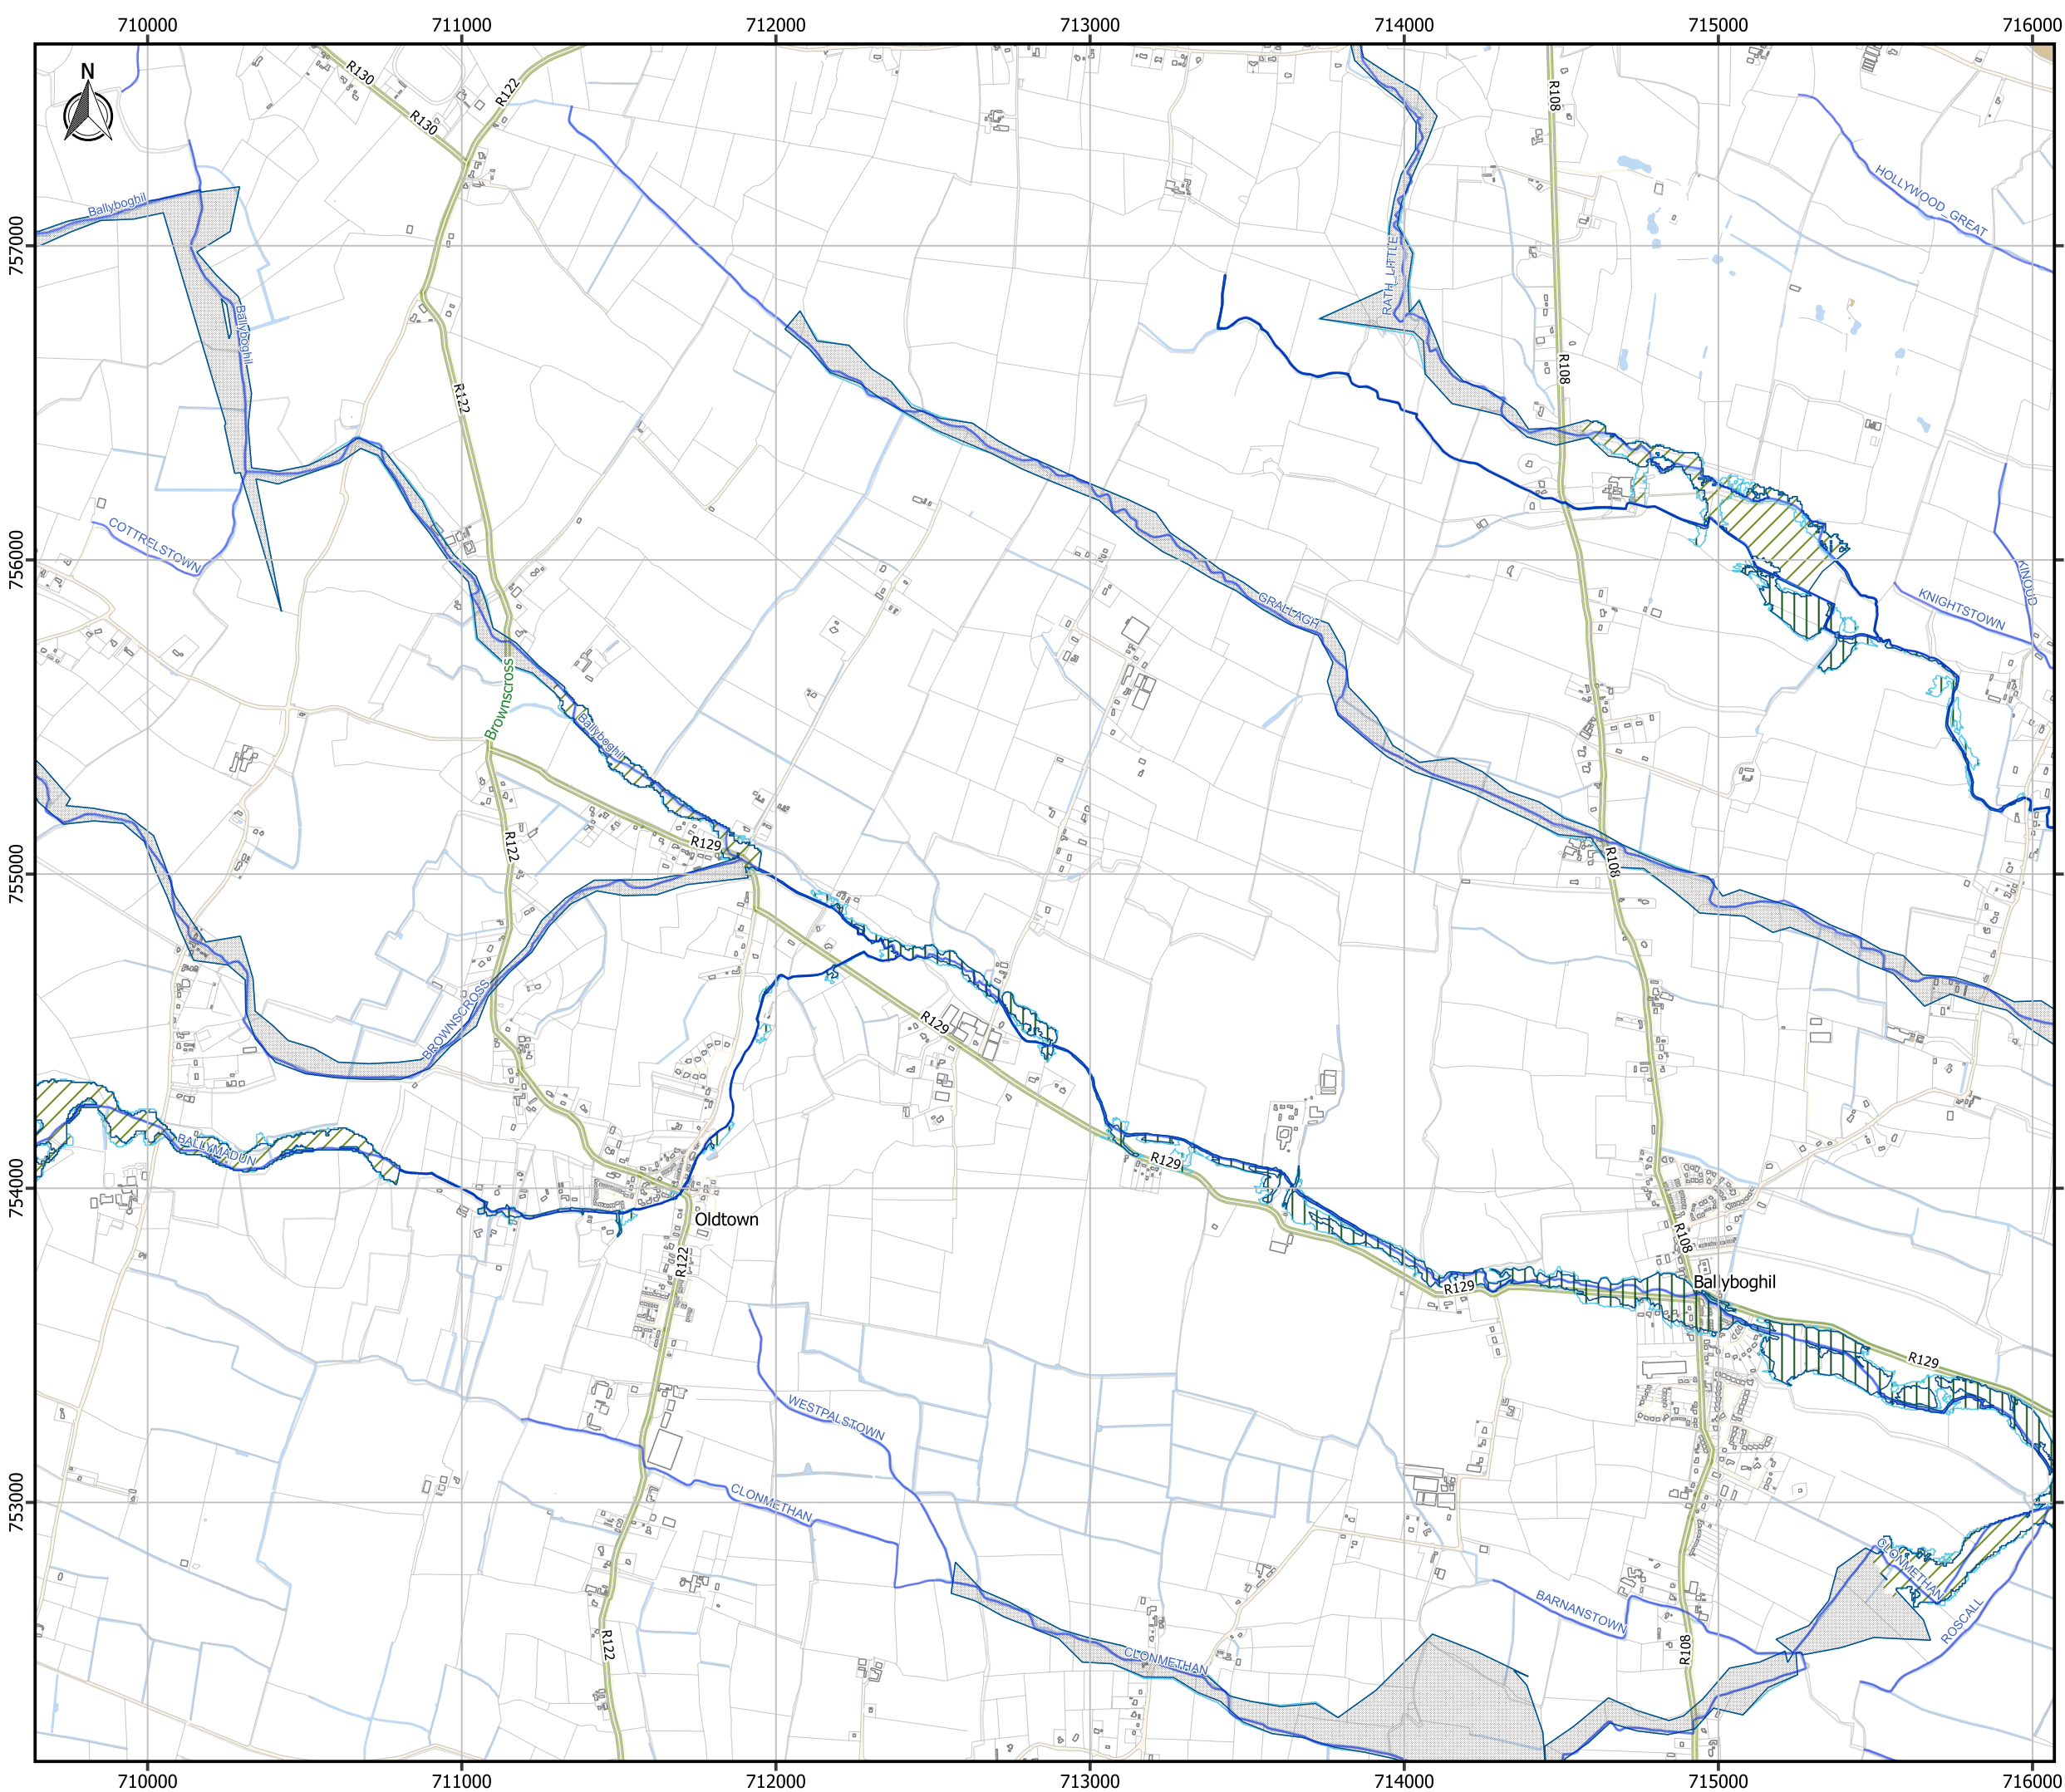 710000 711000 712000 713000 714000 715000 716000
N
R130
R122
R130
R108
HOLLYWOOD_GREAT
Ballyboghil
757000
757000
RATH_LITTLE
Ballyboghil
R122
R108
COTTRELSTOWN
756000
KINOUD
KNIGHTSTOWN
GRALLAGH
Brownscross
Ballyboghil
R129
R122
R108
755000
BROWNSCROSS
R129
BALLYMADUN
R129
754000
Oldtown
R122
R108
Ballyboghil
R129
R129
WESTPALSTOWN
CLONMETHAN
753000
CLONMETHAN
BARNANSTOWN
ROSCALL
R122
CLONMETHAN
R108
710000 711000 712000 713000 714000 715000 716000